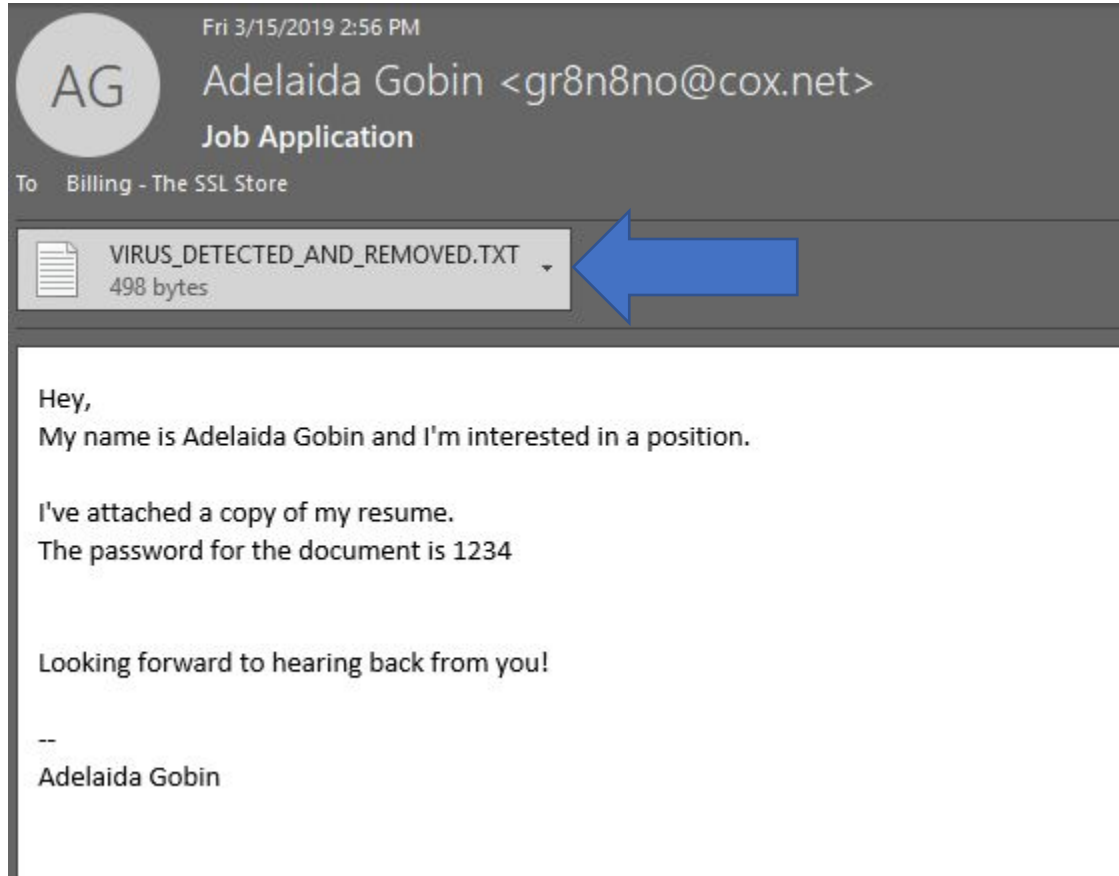 Fri 3/15/2019 2:56 PM
AG
Adelaida Gobin <gr8n8no@cox.net>
Job Application
To Billing - The SSL Store
VIRUS_DETECTED_AND_REMOVED.TXT
498 bytes
Hey,
My name is Adelaida Gobin and I'm interested in a position.
I've attached a copy of my resume.
The password for the document is 1234
Looking forward to hearing back from you!
--
Adelaida Gobin